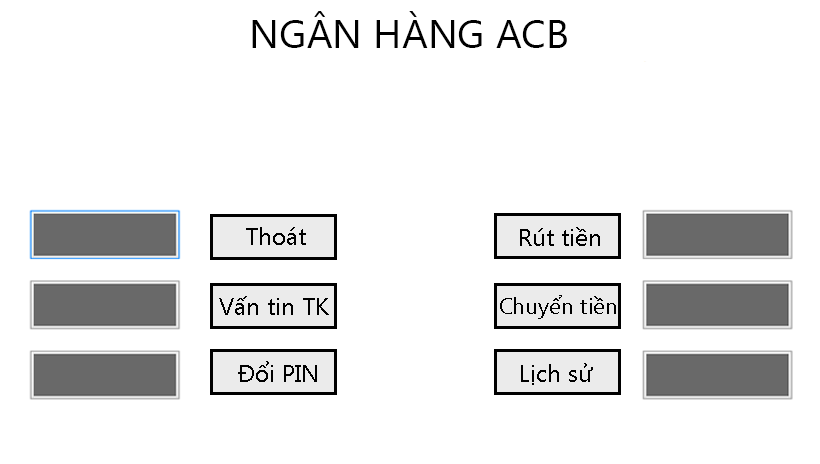 NGÂN HÀNG ACB
Thoát
Rút tiền
Vấn tin TK
Chuyển tiền
Đổi PIN
Lịch sử